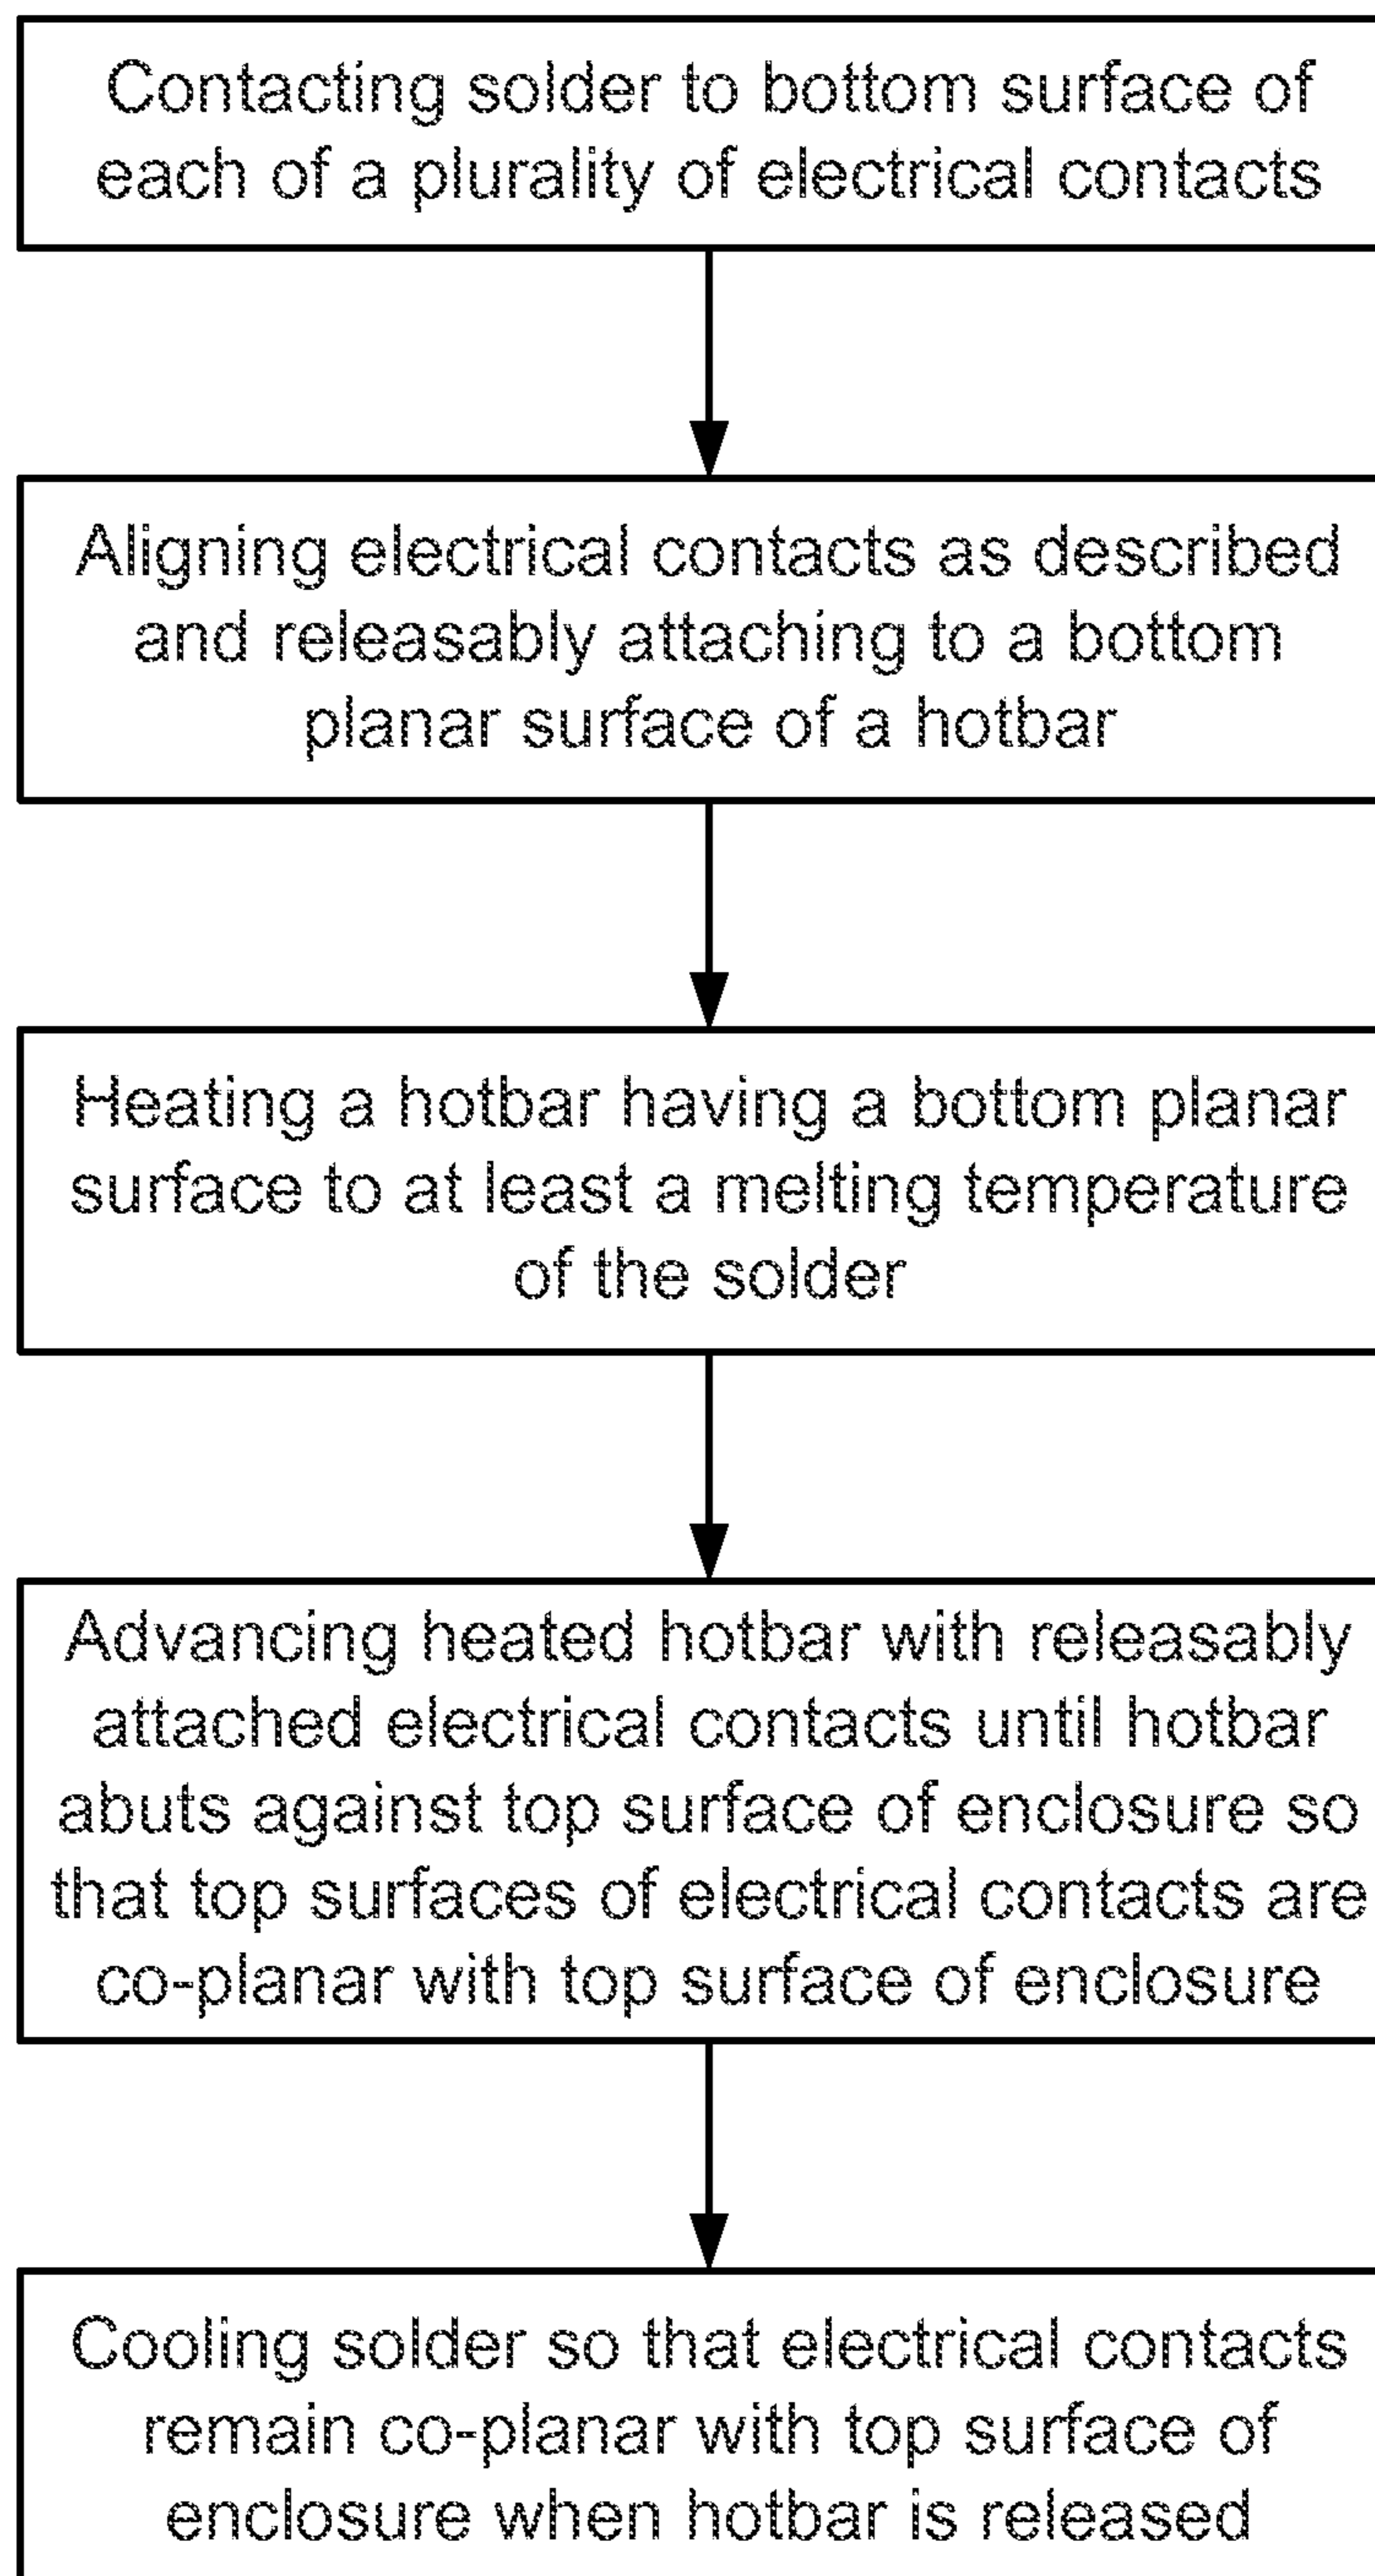 Contacting solder to bottom surface of
each of a plurality of electrical contacts
Aligning electrical contacts as described
and releasably attaching to a bottom
planar surface of a hotbar
Heating a hotbar having a bottom planar
surface to at least a melting temperature
of the solder
Advancing heated hotbar with releasably
attached electrical contacts until hotbar
abuts against top surface of enclosure so
that top surfaces of electrical contacts are
co-planar with top surface of enclosure
Cooling solder so that electrical contacts
remain co-planar with top surface of
enclosure when hotbar is released